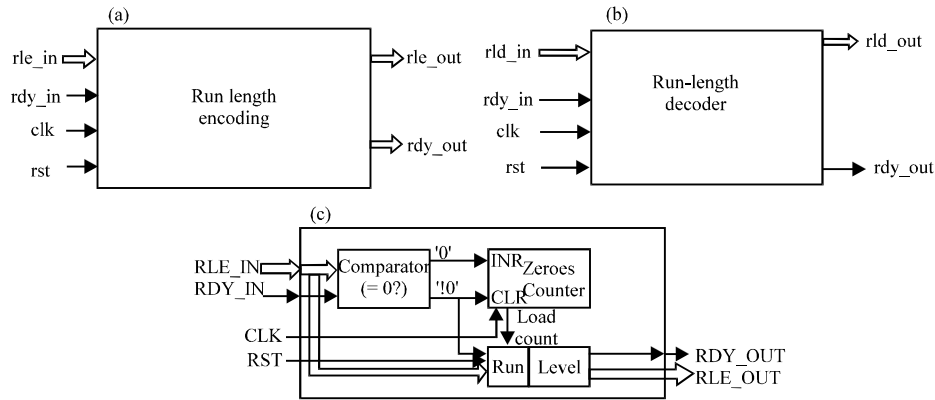 (a)
rle_in
rdy_in
clk
rst
Run length
encoding
rle_out
rdy_out
(b)
rld_in
rdy_in
clk
rst
Run-length
decoder
rld_out
rdy_out
(c)
RLE_IN
RDY_IN
CLK
RST
Comparator
(= 0?)
'0'
'!0'
INR
CLR
Zeroes
Counter
Load
count
Run
Level
RDY_OUT
RLE_OUT